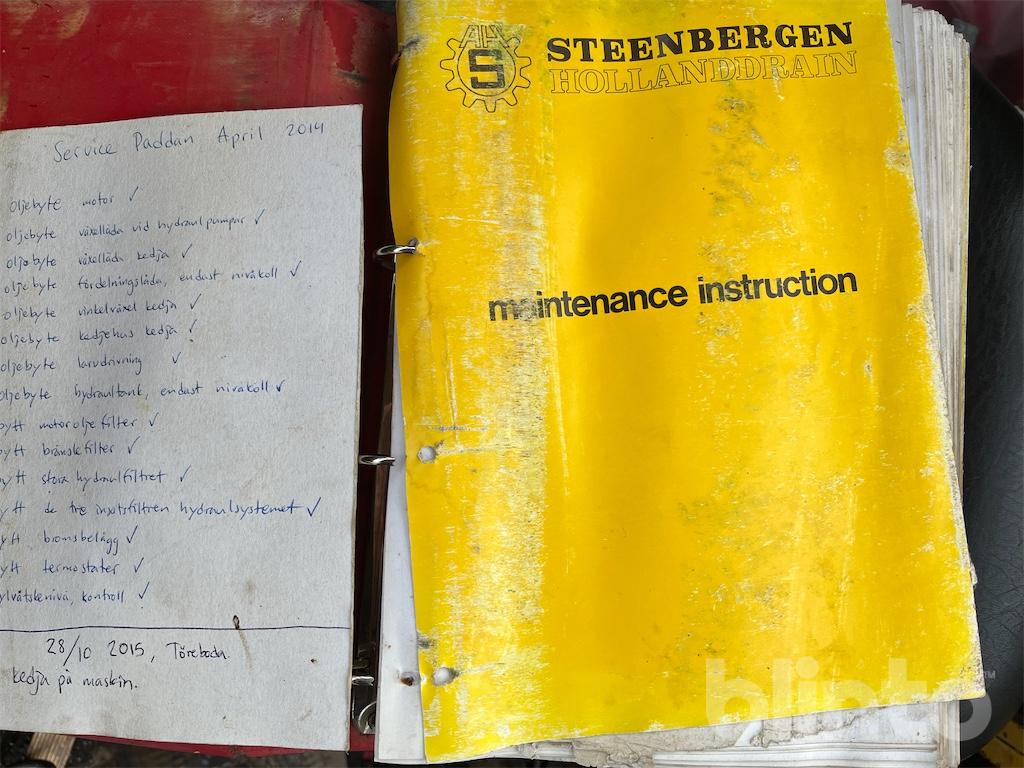 Service Paddan April 2014
oljebyte motor ✓
oljebyte växellåda vid hydraulpumpar ✓
oljebyte växellåda kedja ✓
oljebyte fördelningslåda, endast nivåkoll ✓
oljebyte vinkelväxel kedja ✓
oljebyte kedjehus kedja ✓
oljebyte larvdrivning ✓
oljebyte hydraultank, endast nivåkoll ✓
bytt motorolje filter ✓
bytt bränslefilter ✓
bytt stora hydraulfiltret ✓
bytt de tre insatsfiltren hydraulsystemet ✓
bytt bromsbelägg ✓
bytt termostater ✓
kylvätskenivå, kontroll ✓
28/10 2015, Töreboda.
kedja på maskin.
AHY
S
STEENBERGEN
HOLLANDDRAIN
maintenance instruction
blinto™